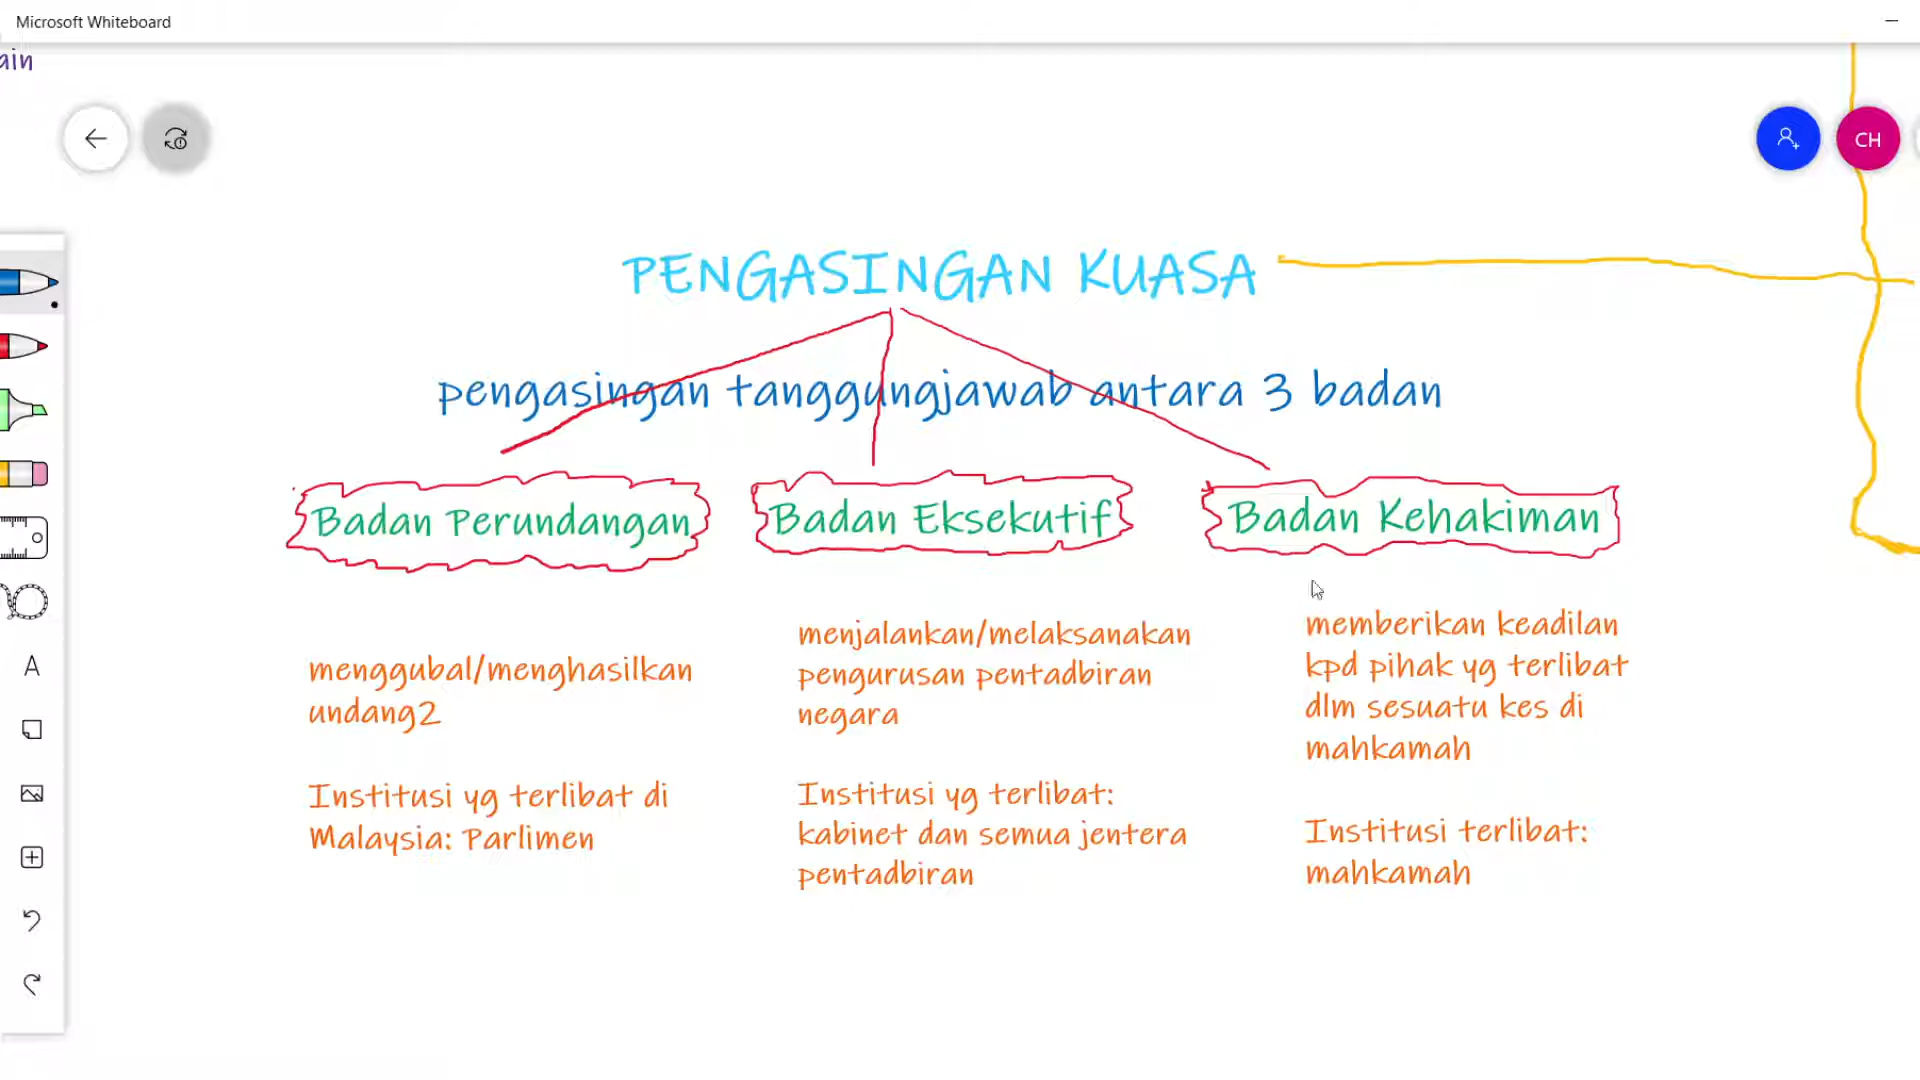 Microsoft Whiteboard
ain
CH
PENGASINGAN KUASA
pengasingan tanggungjawab antara 3 badan
Badan Perundangan
Badan Eksekutif
Badan Kehakiman
menggubal/menghasilkan
undang2
Institusi yg terlibat di
Malaysia: Parlimen
menjalankan/melaksanakan
pengurusan pentadbiran
negara
Institusi yg terlibat:
kabinet dan semua jentera
pentadbiran
memberikan keadilan
kpd pihak yg terlibat
dlm sesuatu kes di
mahkamah
Institusi terlibat:
mahkamah